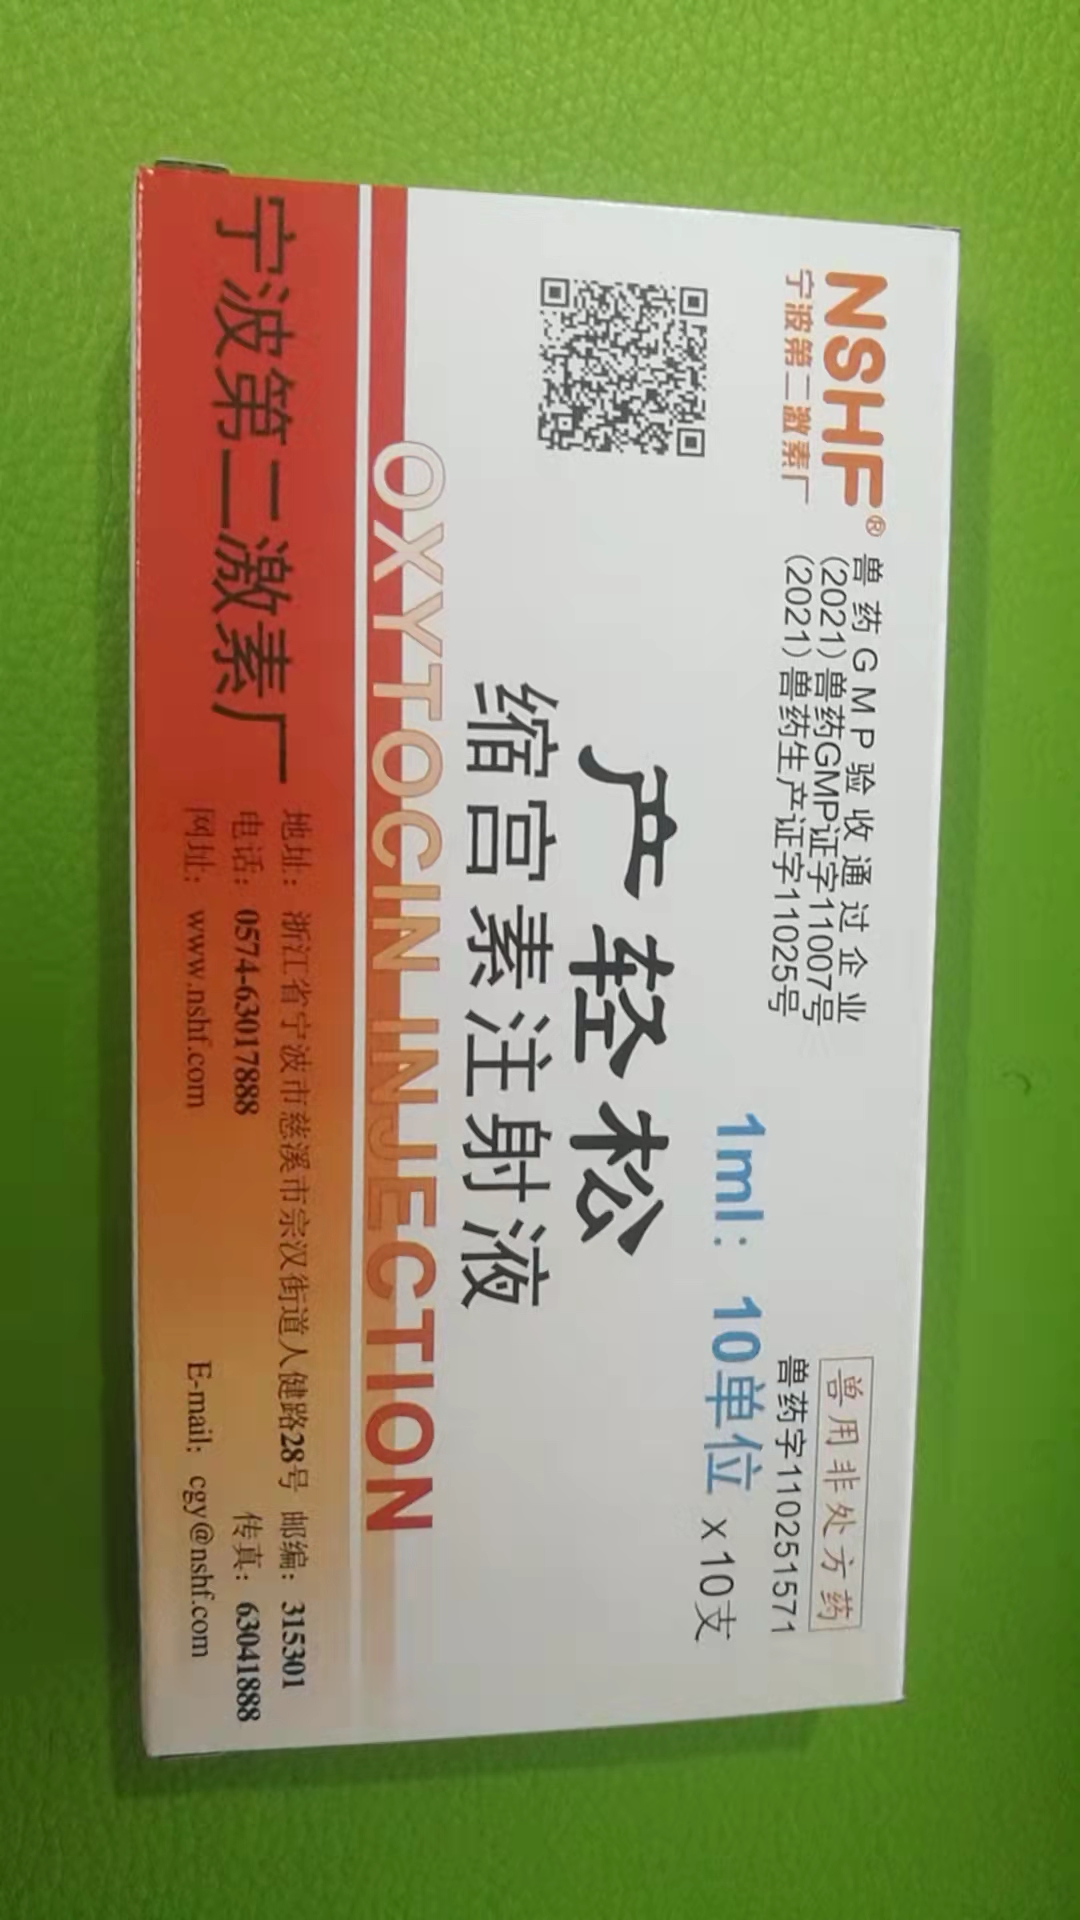 NSHF®
宁波第二激素厂
兽药GMP验收通过企业
(2021)兽药GMP证字11007号
(2021)兽药生产证字11025号
兽用非处方药
兽药字110251571
1ml：10单位 x10支
产轻松
缩宫素注射液
OXYTOCIN INJECTION
宁波第二激素厂
地址：浙江省宁波市慈溪市宗汉街道人健路28号 邮编：315301
电话：0574-63017888 传真：63041888
网址：www.nshf.com E-mail：cgy@nshf.com